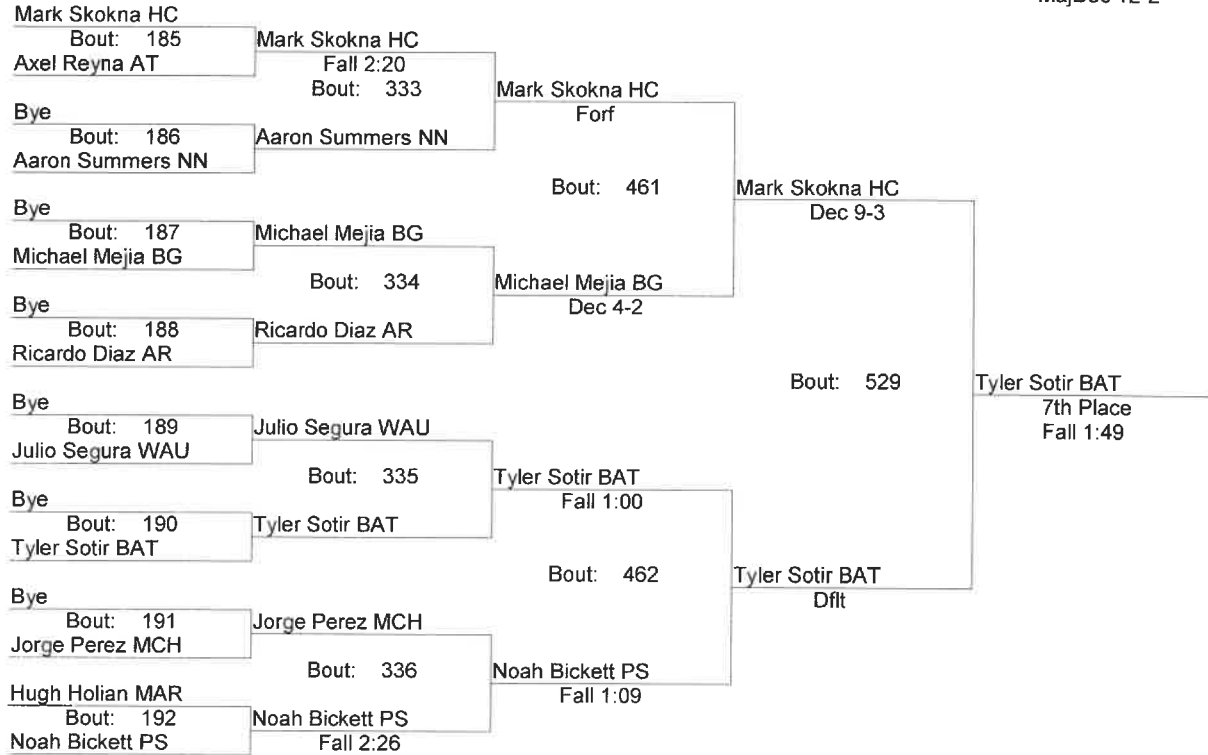 MajDec 12-2
Mark Skokna HC
Bout: 185
Axel Reyna AT
Mark Skokna HC
Fall 2:20
Bout: 333
Mark Skokna HC
Forf
Bye
Bout: 186
Aaron Summers NN
Aaron Summers NN
Bout: 461
Mark Skokna HC
Dec 9-3
Bye
Bout: 187
Michael Mejia BG
Michael Mejia BG
Bout: 334
Michael Mejia BG
Dec 4-2
Bye
Bout: 188
Ricardo Diaz AR
Ricardo Diaz AR
Bout: 529
Tyler Sotir BAT
7th Place
Fall 1:49
Bye
Bout: 189
Julio Segura WAU
Julio Segura WAU
Bout: 335
Tyler Sotir BAT
Fall 1:00
Bye
Bout: 190
Tyler Sotir BAT
Tyler Sotir BAT
Bout: 462
Tyler Sotir BAT
Dflt
Bye
Bout: 191
Jorge Perez MCH
Jorge Perez MCH
Bout: 336
Noah Bickett PS
Fall 1:09
Hugh Holian MAR
Bout: 192
Noah Bickett PS
Noah Bickett PS
Fall 2:26